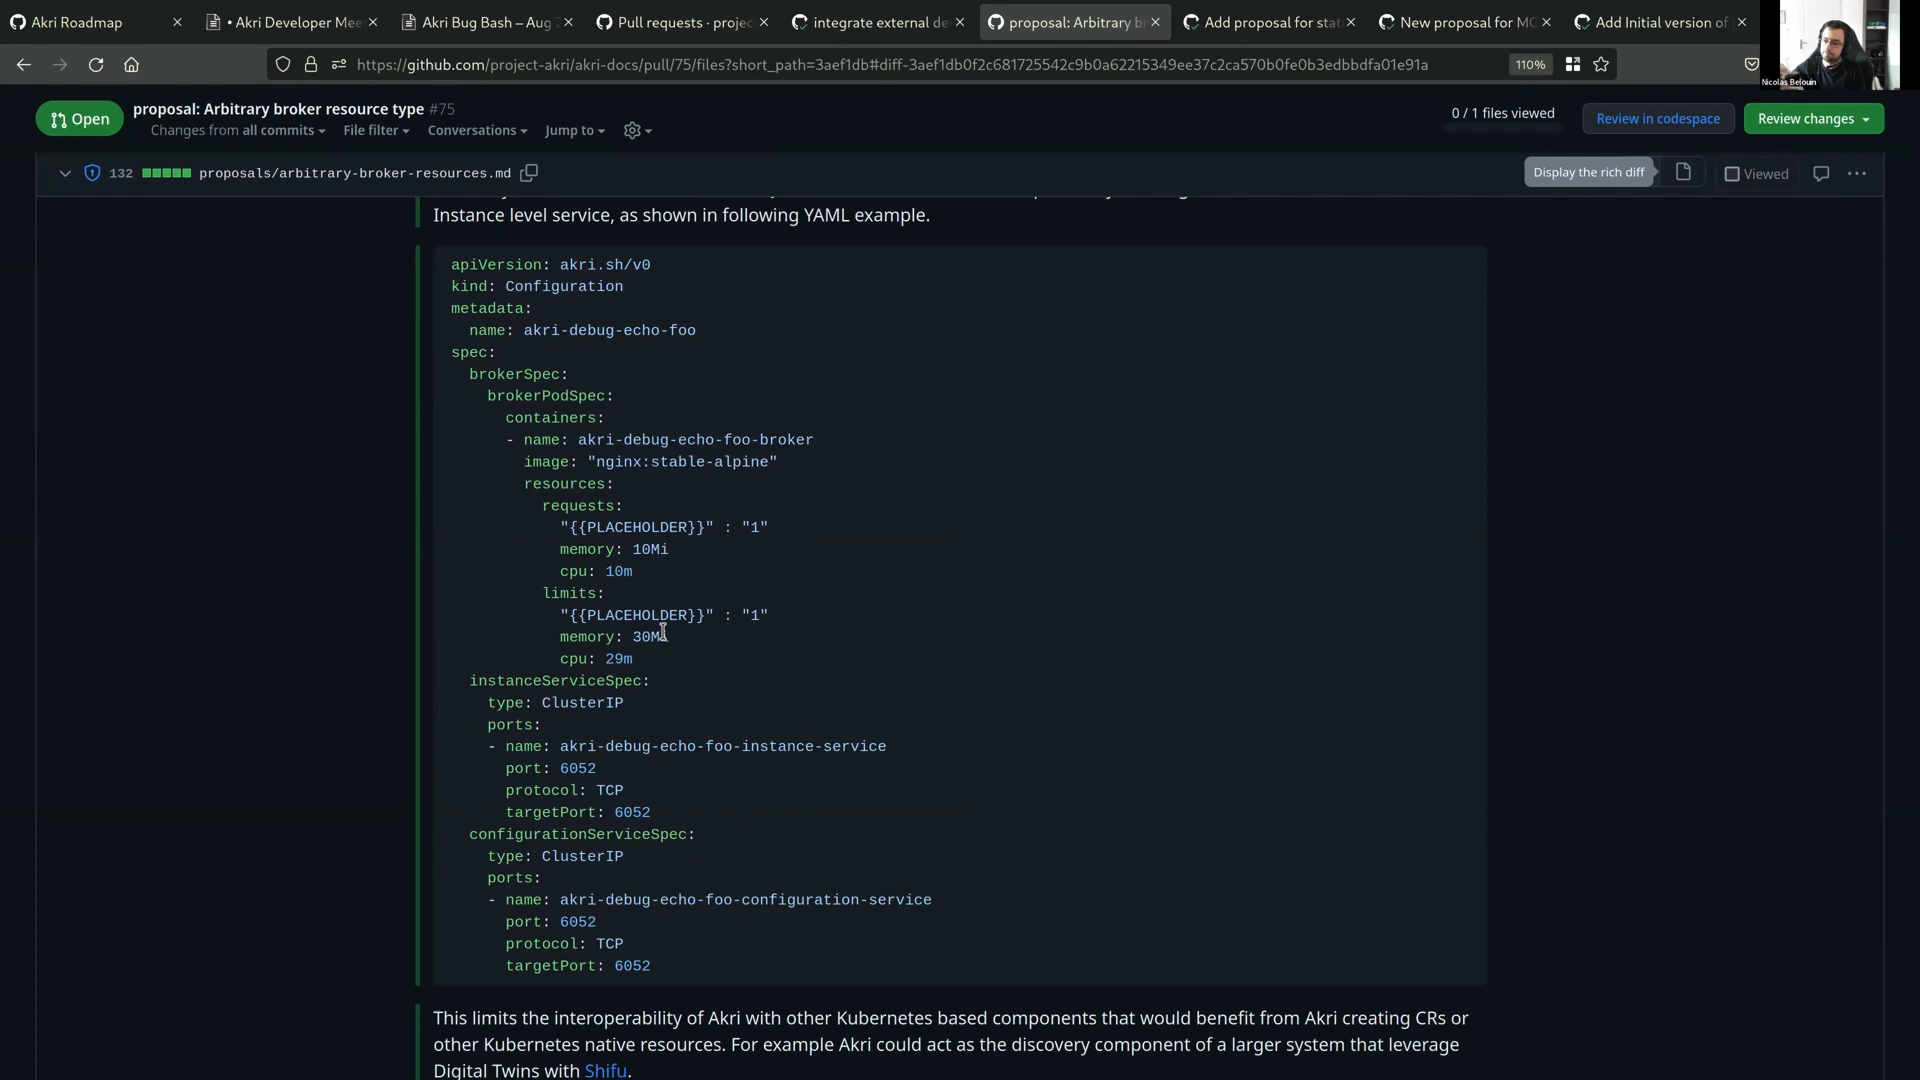 Akri Roadmap
• Akri Developer Mee
Akri Bug Bash – Aug 2
Pull requests · projec
integrate external de
proposal: Arbitrary br
Add proposal for stat
New proposal for MC
Add Initial version of
https://github.com/project-akri/akri-docs/pull/75/files?short_path=3aef1db#diff-3aef1db0f2c681725542c9b0a62215349ee37c2ca570b0fe0b3edbbdfa01e91a
110%
Nicolas Belouin
Open
proposal: Arbitrary broker resource type #75
Changes from all commits
File filter
Conversations
Jump to
0 / 1 files viewed
Review in codespace
Review changes
132
proposals/arbitrary-broker-resources.md
Display the rich diff
Viewed
Instance level service, as shown in following YAML example.
apiVersion: akri.sh/v0
kind: Configuration
metadata:
name: akri-debug-echo-foo
spec:
brokerSpec:
brokerPodSpec:
containers:
- name: akri-debug-echo-foo-broker
image: "nginx:stable-alpine"
resources:
requests:
"{{PLACEHOLDER}}" : "1"
memory: 10Mi
cpu: 10m
limits:
"{{PLACEHOLDER}}" : "1"
memory: 30Mi
cpu: 29m
instanceServiceSpec:
type: ClusterIP
ports:
- name: akri-debug-echo-foo-instance-service
port: 6052
protocol: TCP
targetPort: 6052
configurationServiceSpec:
type: ClusterIP
ports:
- name: akri-debug-echo-foo-configuration-service
port: 6052
protocol: TCP
targetPort: 6052
This limits the interoperability of Akri with other Kubernetes based components that would benefit from Akri creating CRs or
other Kubernetes native resources. For example Akri could act as the discovery component of a larger system that leverage
Digital Twins with Shifu.